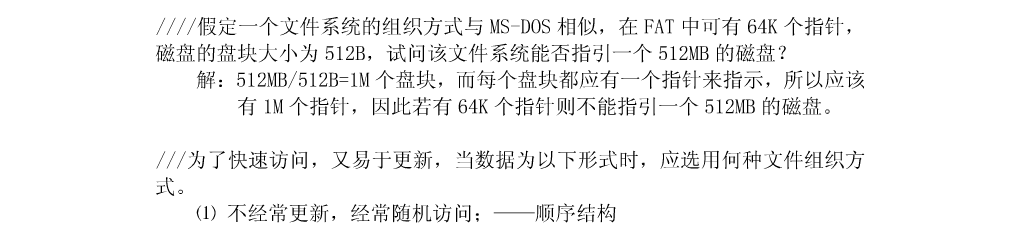 ////假定一个文件系统的组织方式与 MS-DOS 相似，在 FAT 中可有 64K 个指针，
磁盘的盘块大小为 512B，试问该文件系统能否指引一个 512MB 的磁盘？
解：512MB/512B=1M 个盘块，而每个盘块都应有一个指针来指示，所以应该
有 1M 个指针，因此若有 64K 个指针则不能指引一个 512MB 的磁盘。
///为了快速访问，又易于更新，当数据为以下形式时，应选用何种文件组织方
式。
⑴ 不经常更新，经常随机访问；——顺序结构